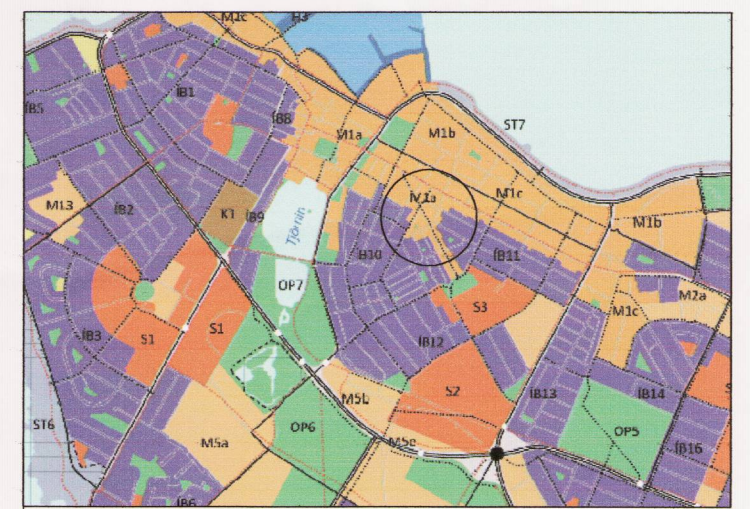 M1c
H3
ÍB1
ÍB5
ÍB8
M1a
M1b
ST7
M1a
M1c
M13
ÍB2
K1
ÍB9
Tjörnin
ÍB10
ÍB11
M1b
OP7
M2a
S3
M1c
ÍB3
S1
S1
ÍB12
S2
ÍB13
ÍB14
M5b
ST6
M5a
OP6
M5c
OP5
ÍB16
ÍB6